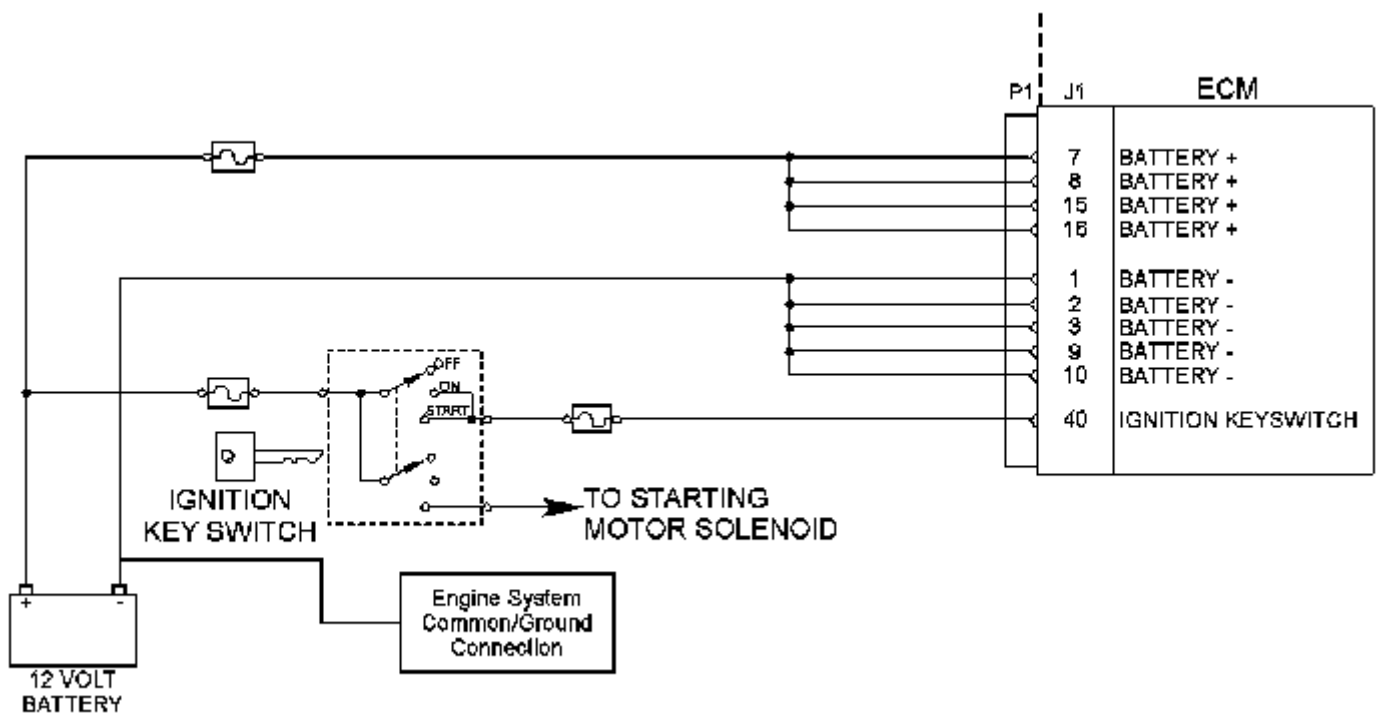 P1 J1 ECM
7 BATTERY +
8 BATTERY +
15 BATTERY +
16 BATTERY +
1 BATTERY -
2 BATTERY -
3 BATTERY -
9 BATTERY -
10 BATTERY -
40 IGNITION KEYSWITCH
OFF
ON
START
IGNITION
KEY SWITCH
TO STARTING
MOTOR SOLENOID
Engine System
Common/Ground
Connection
+ -
12 VOLT
BATTERY